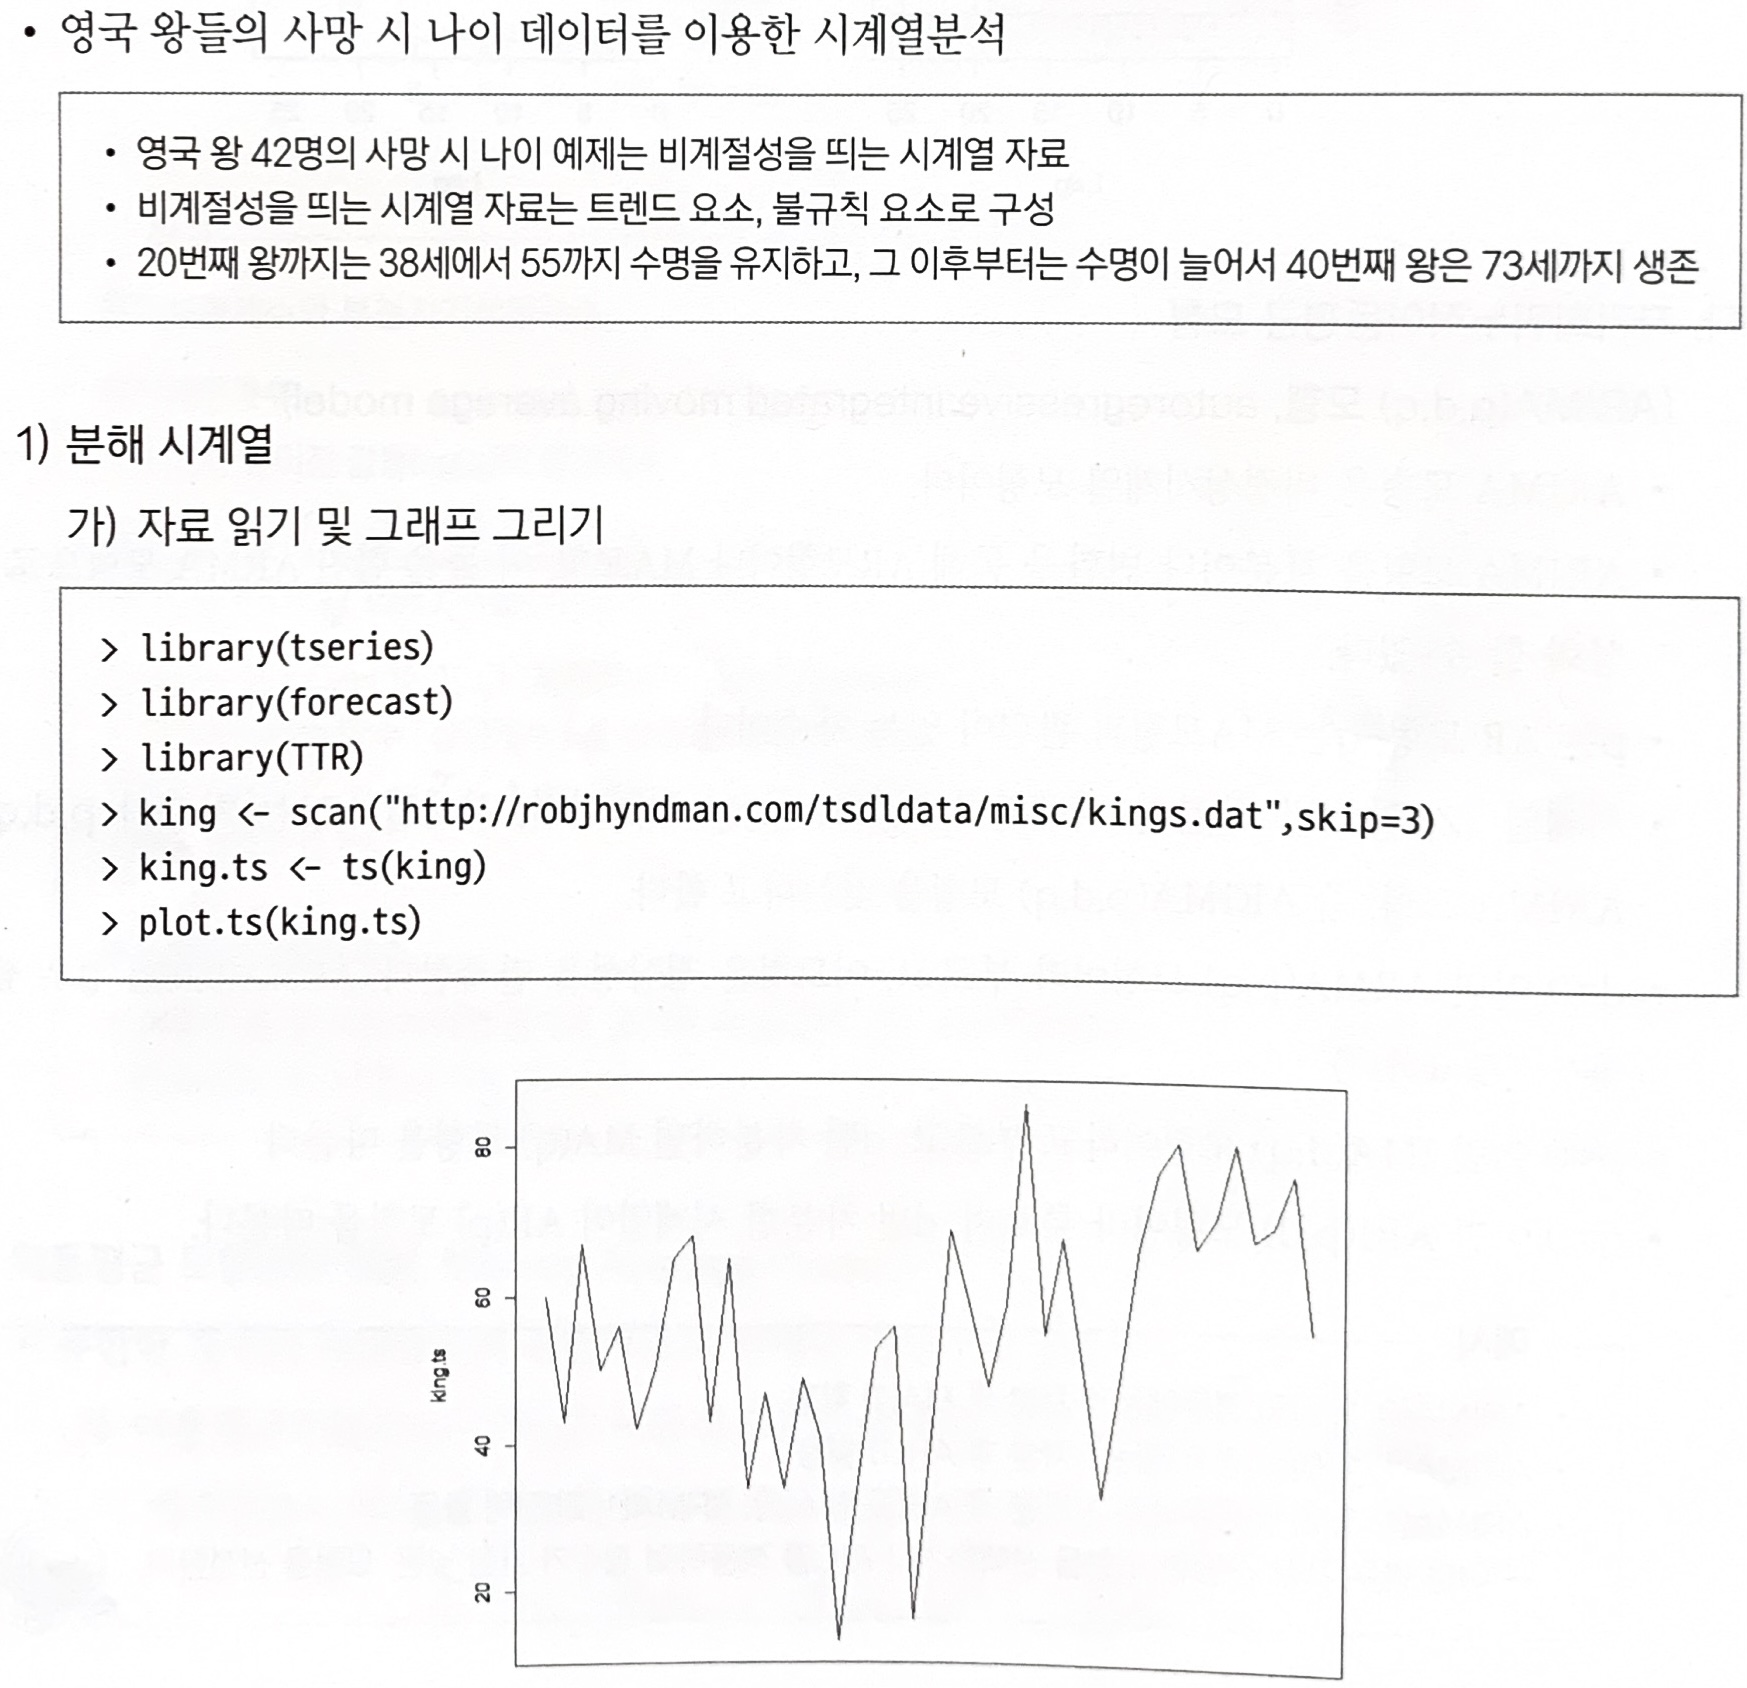 • 영국 왕들의 사망 시 나이 데이터를 이용한 시계열분석
• 영국 왕 42명의 사망 시 나이 예제는 비계절성을 띄는 시계열 자료
• 비계절성을 띄는 시계열 자료는 트렌드 요소, 불규칙 요소로 구성
• 20번째 왕까지는 38세에서 55까지 수명을 유지하고, 그 이후부터는 수명이 늘어서 40번째 왕은 73세까지 생존
1) 분해 시계열
가) 자료 읽기 및 그래프 그리기
> library(tseries)
> library(forecast)
> library(TTR)
> king <- scan("http://robjhyndman.com/tsdldata/misc/kings.dat",skip=3)
> king.ts <- ts(king)
> plot.ts(king.ts)
80
60
king.ts
40
20